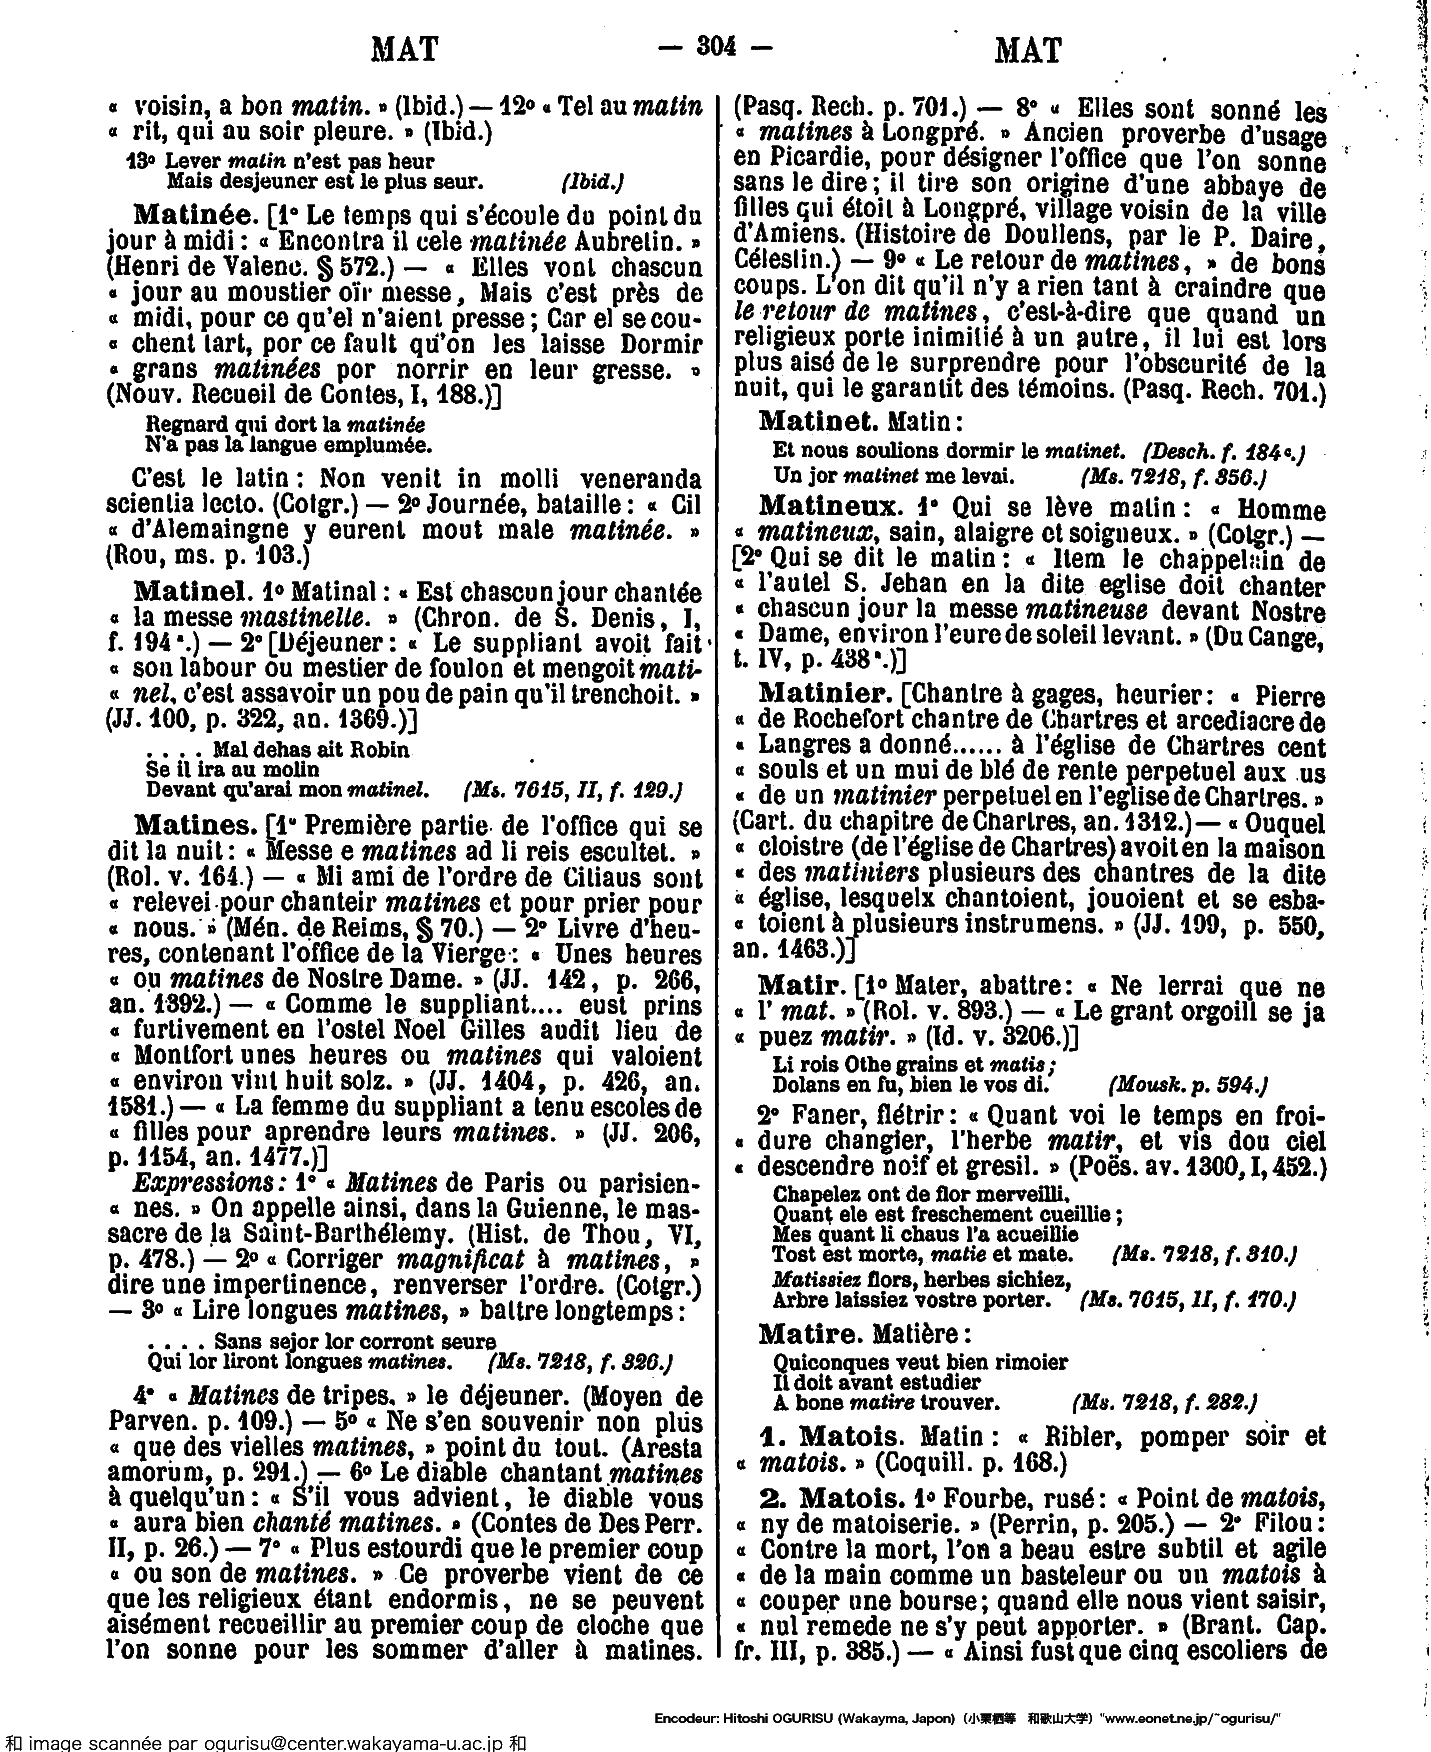 MAT — 304 — MAT
« voisin, a bon matin. » (Ibid.) — 12° « Tel au matin
« rit, qui au soir pleure. » (Ibid.)
13° Lever matin n'est pas heur
Mais desjeuner est le plus seur. (Ibid.)
Matinée. [1° Le temps qui s'écoule du point du
jour à midi : « Encontra il cele matinée Aubretin. »
(Henri de Valenc. § 572.) — « Elles vont chascun
« jour au moustier oïr messe, Mais c'est près de
« midi, pour ce qu'el n'aient presse ; Car el se cou-
« chent tart, por ce fault qu'on les laisse Dormir
« grans matinées por norrir en leur gresse. »
(Nouv. Recueil de Contes, I, 188.)]
Regnard qui dort la matinée
N'a pas la langue emplumée.
C'est le latin : Non venit in molli veneranda
scientia lecto. (Cotgr.) — 2° Journée, bataille : « Cil
« d'Alemaingne y eurent mout male matinée. »
(Rou, ms. p. 103.)
Matinel. 1° Matinal : « Est chascun jour chantée
« la messe mastinelle. » (Chron. de S. Denis, I,
f. 194 ª.) — 2° [Déjeuner : « Le suppliant avoit fait
« son labour ou mestier de foulon et mengoit mati-
« nel, c'est assavoir un pou de pain qu'il trenchoit. »
(JJ. 100, p. 322, an. 1369.)]
. . . . Mal dehas ait Robin
Se il ira au molin
Devant qu'arai mon matinel. (Ms. 7615, II, f. 129.)
Matines. [1° Première partie de l'office qui se
dit la nuit : « Messe e matines ad li reis escultet. »
(Rol. v. 164.) — « Mi ami de l'ordre de Citiaus sont
« relevei pour chanteir matines et pour prier pour
« nous. » (Mén. de Reims, § 70.) — 2° Livre d'heu-
res, contenant l'office de la Vierge : « Unes heures
« ou matines de Nostre Dame. » (JJ. 142, p. 266,
an. 1392.) — « Comme le suppliant.... eust prins
« furtivement en l'ostel Noel Gilles audit lieu de
« Montfort unes heures ou matines qui valoient
« environ vint huit solz. » (JJ. 1404, p. 426, an.
1581.) — « La femme du suppliant a tenu escoles de
« filles pour aprendre leurs matines. » (JJ. 206,
p. 1154, an. 1477.)]
Expressions : 1° « Matines de Paris ou parisien-
« nes. » On appelle ainsi, dans la Guienne, le mas-
sacre de la Saint-Barthélemy. (Hist. de Thou, VI,
p. 478.) — 2° « Corriger magnificat à matines, »
dire une impertinence, renverser l'ordre. (Cotgr.)
— 3° « Lire longues matines, » battre longtemps :
. . . . Sans sejor lor corront seure
Qui lor liront longues matines. (Ms. 7218, f. 326.)
4° « Matines de tripes. » le déjeuner. (Moyen de
Parven. p. 109.) — 5° « Ne s'en souvenir non plus
« que des vielles matines, » point du tout. (Aresta
amorum, p. 291.) — 6° Le diable chantant matines
à quelqu'un : « S'il vous advient, le diable vous
« aura bien chanté matines. » (Contes de Des Perr.
II, p. 26.) — 7° « Plus estourdi que le premier coup
« ou son de matines. » Ce proverbe vient de ce
que les religieux étant endormis, ne se peuvent
aisément recueillir au premier coup de cloche que
l'on sonne pour les sommer d'aller à matines.
(Pasq. Rech. p. 701.) — 8° « Elles sont sonné les
« matines à Longpré. » Ancien proverbe d'usage
en Picardie, pour désigner l'office que l'on sonne
sans le dire ; il tire son origine d'une abbaye de
filles qui étoit à Longpré, village voisin de la ville
d'Amiens. (Histoire de Doullens, par le P. Daire,
Célestin.) — 9° « Le retour de matines, » de bons
coups. L'on dit qu'il n'y a rien tant à craindre que
le retour de matines, c'est-à-dire que quand un
religieux porte inimitié à un autre, il lui est lors
plus aisé de le surprendre pour l'obscurité de la
nuit, qui le garantit des témoins. (Pasq. Rech. 701.)
Matinet. Matin :
Et nous soulions dormir le matinet. (Desch. f. 184 c.)
Un jor matinet me levai. (Ms. 7218, f. 356.)
Matineux. 1° Qui se lève matin : « Homme
« matineux, sain, alaigre et soigneux. » (Cotgr.) —
[2° Qui se dit le matin : « Item le chappelain de
« l'autel S. Jehan en la dite eglise doit chanter
« chascun jour la messe matineuse devant Nostre
« Dame, environ l'eure de soleil levant. » (Du Cange,
t. IV, p. 438 ª.)]
Matinier. [Chantre à gages, heurier : « Pierre
« de Rochefort chantre de Chartres et arcediacre de
« Langres a donné...... à l'église de Chartres cent
« souls et un mui de blé de rente perpetuel aux us
« de un matinier perpetuel en l'eglise de Chartres. »
(Cart. du chapitre de Chartres, an. 1312.) — « Ouquel
« cloistre (de l'église de Chartres) avoit en la maison
« des matiniers plusieurs des chantres de la dite
« église, lesquelx chantoient, jouoient et se esba-
« toient à plusieurs instrumens. » (JJ. 199, p. 550,
an. 1463.)]
Matir. [1° Mater, abattre : « Ne lerrai que ne
« l' mat. » (Rol. v. 893.) — « Le grant orgoill se ja
« puez matir. » (Id. v. 3206.)]
Li rois Othe grains et matis ;
Dolans en fu, bien le vos di. (Mousk. p. 594.)
2° Faner, flétrir : « Quant voi le temps en froi-
« dure changier, l'herbe matir, et vis dou ciel
« descendre noif et gresil. » (Poës. av. 1300, I, 452.)
Chapelez ont de flor merveilli,
Quant ele est freschement cueillie ;
Mes quant li chaus l'a acueillie
Tost est morte, matie et mate. (Ms. 7218, f. 310.)
Matissiez flors, herbes sichiez,
Arbre laissiez vostre porter. (Ms. 7615, II, f. 170.)
Matire. Matière :
Quiconques veut bien rimoier
Il doit avant estudier
A bone matire trouver. (Ms. 7218, f. 282.)
1. Matois. Matin : « Ribler, pomper soir et
« matois. » (Coquill. p. 168.)
2. Matois. 1° Fourbe, rusé : « Point de matois,
« ny de matoiserie. » (Perrin, p. 205.) — 2° Filou :
« Contre la mort, l'on a beau estre subtil et agile
« de la main comme un basteleur ou un matois à
« couper une bourse ; quand elle nous vient saisir,
« nul remede ne s'y peut apporter. » (Brant. Cap.
fr. III, p. 385.) — « Ainsi fust que cinq escoliers de
Encodeur: Hitoshi OGURISU (Wakayma, Japon) (小栗栖等 和歌山大学) "www.eonet.ne.jp/~ogurisu/"
和 image scannée par ogurisu@center.wakayama-u.ac.jp 和